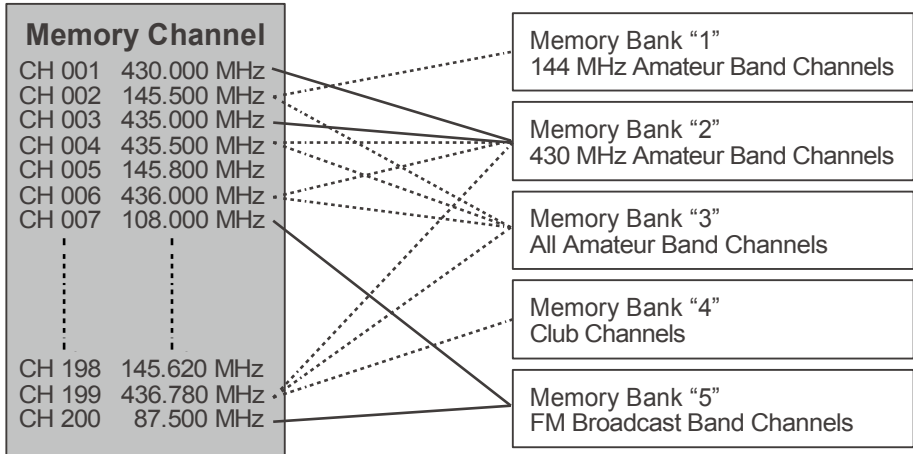 Memory Channel
CH 001 430.000 MHz
CH 002 145.500 MHz
CH 003 435.000 MHz
CH 004 435.500 MHz
CH 005 145.800 MHz
CH 006 436.000 MHz
CH 007 108.000 MHz
CH 198 145.620 MHz
CH 199 436.780 MHz
CH 200 87.500 MHz
Memory Bank “1”
144 MHz Amateur Band Channels
Memory Bank “2”
430 MHz Amateur Band Channels
Memory Bank “3”
All Amateur Band Channels
Memory Bank “4”
Club Channels
Memory Bank “5”
FM Broadcast Band Channels